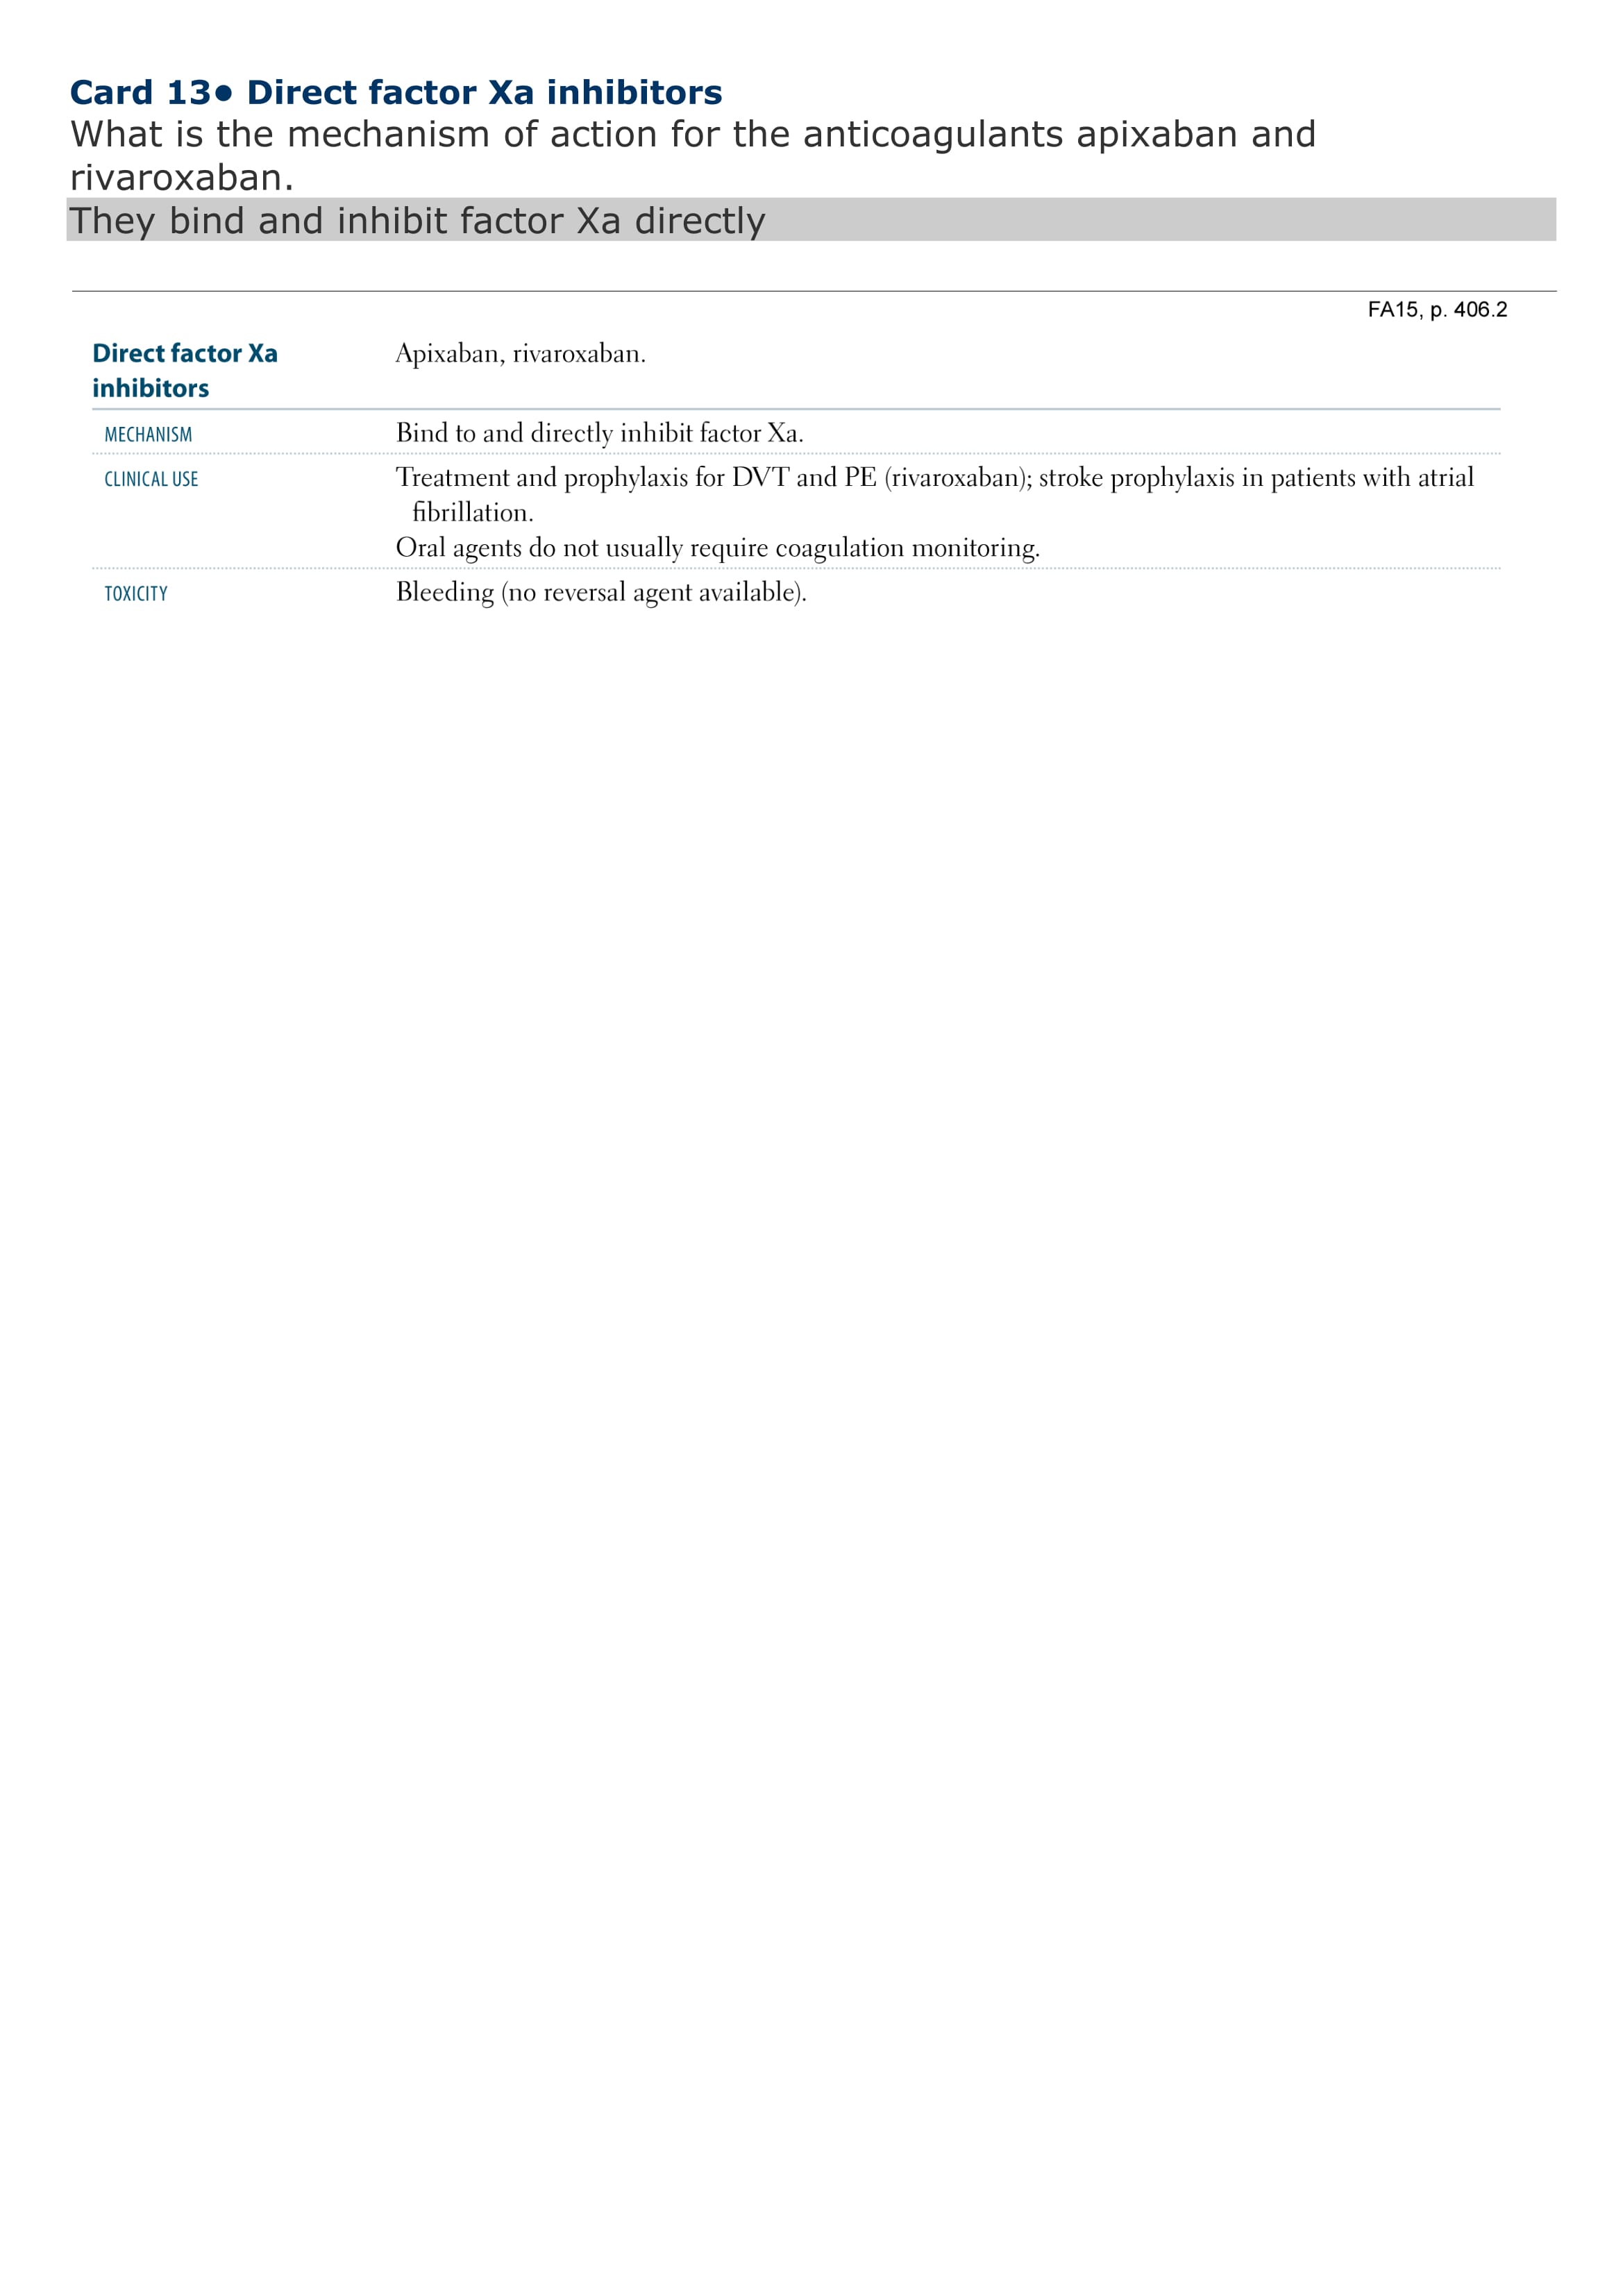 Card 13● Direct factor Xa inhibitors
What is the mechanism of action for the anticoagulants apixaban and
rivaroxaban.
They bind and inhibit factor Xa directly
FA15, p. 406.2
Direct factor Xa
inhibitors
Apixaban, rivaroxaban.
MECHANISM
Bind to and directly inhibit factor Xa.
CLINICAL USE
Treatment and prophylaxis for DVT and PE (rivaroxaban); stroke prophylaxis in patients with atrial
fibrillation.
Oral agents do not usually require coagulation monitoring.
TOXICITY
Bleeding (no reversal agent available).